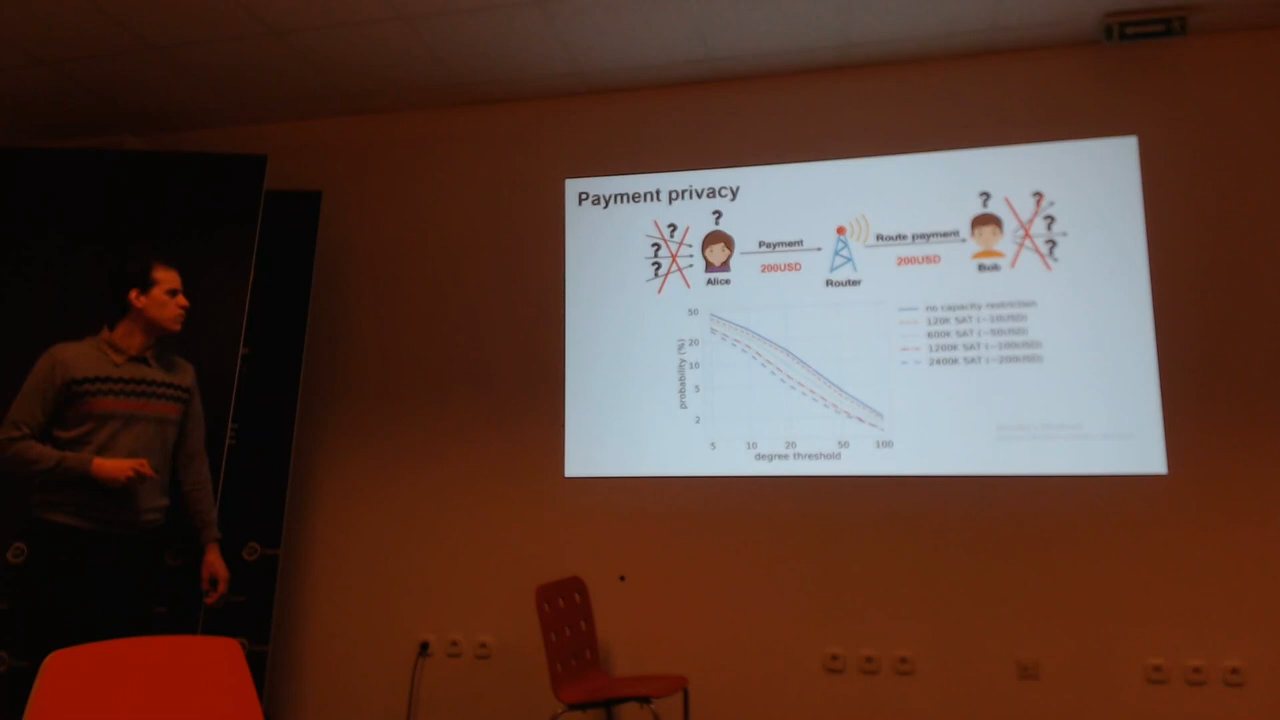 Payment privacy
?
?
?
?
Alice
Payment
200USD
Router
Route payment
200USD
?
Bob
?
?
?
no capacity restriction
120K SAT (~10USD)
600K SAT (~50USD)
1200K SAT (~100USD)
2400K SAT (~200USD)
50
20
10
5
2
probability (%)
5 10 20 50 100
degree threshold